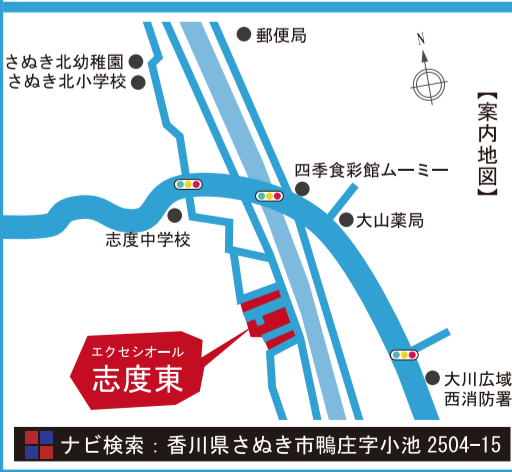 郵便局
N
さぬき北幼稚園
さぬき北小学校
【案内地図】
四季食彩館ムーミー
大山薬局
志度中学校
エクセシオール
志度東
大川広域
西消防署
ナビ検索：香川県さぬき市鴨庄字小池 2504-15